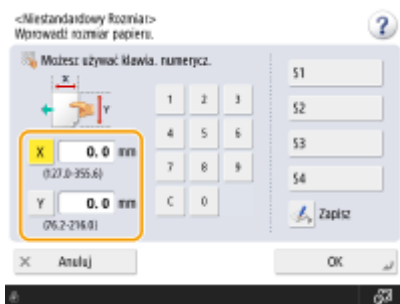 <Niestandardowy Rozmiar>
Wprowadź rozmiar papieru.
?
Możesz używać klawia. numerycz.
X
Y
1 2 3
4 5 6
7 8 9
C 0
X 0. 0 mm
(127.0-355.6)
Y 0. 0 mm
(76.2-216.0)
S1
S2
S3
S4
Zapisz
× Anuluj
OK